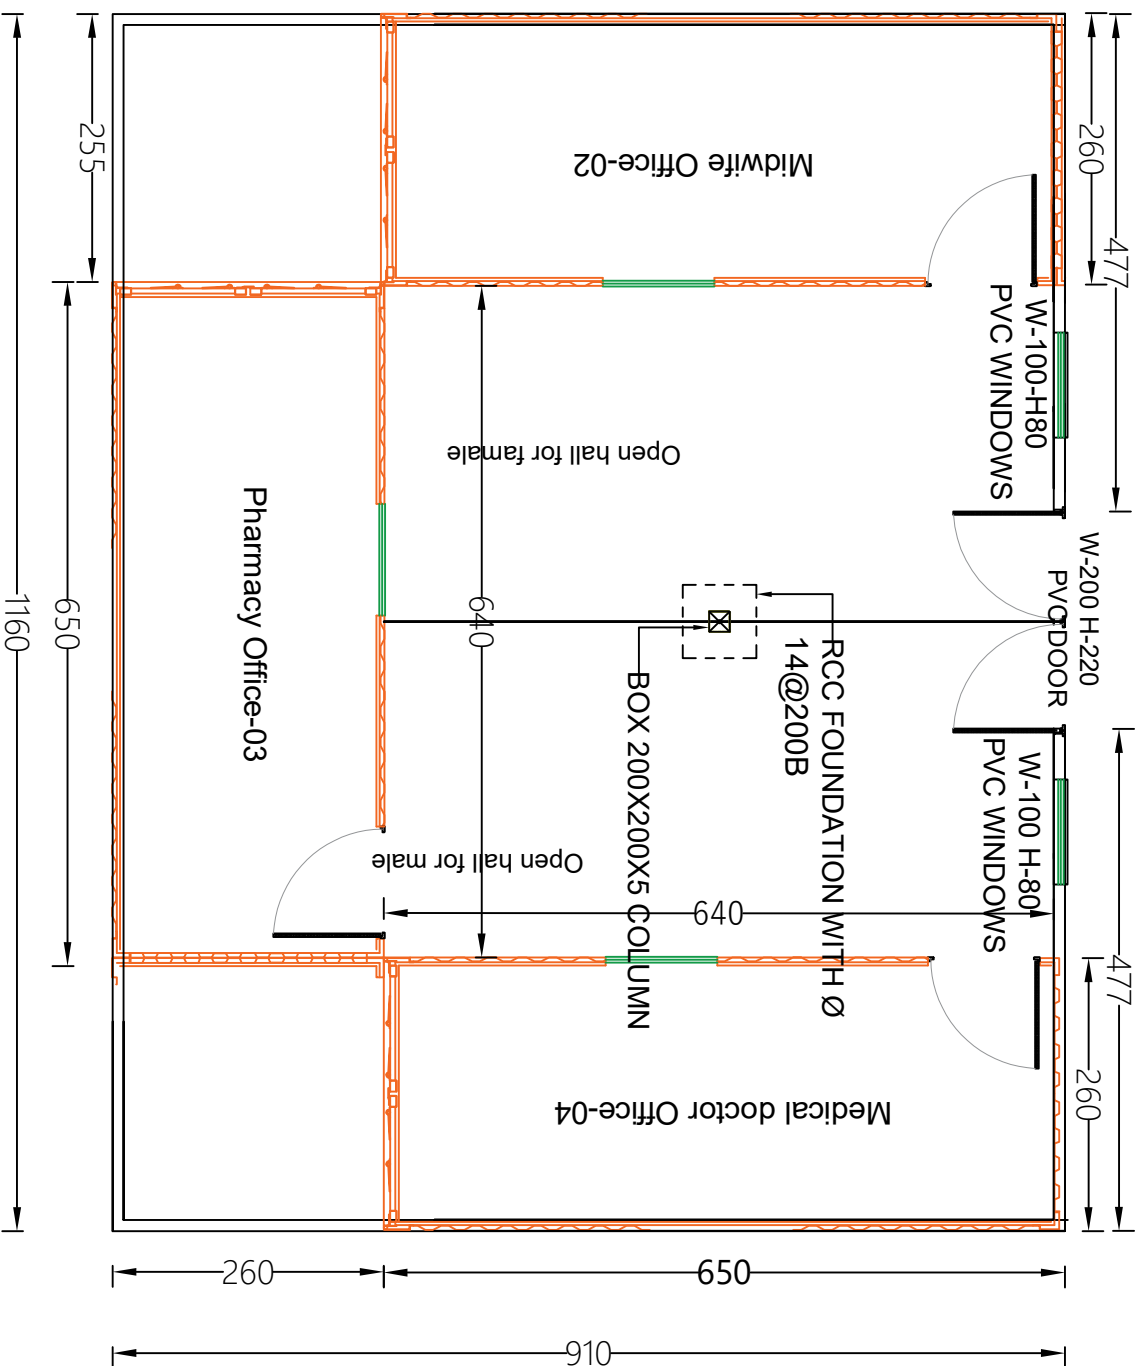 255
260
477
Midwife Office-02
W-100-H80
PVC WINDOWS
Open hall for famale
Pharmacy Office-03
W-200 H-220
PVC DOOR
1160
650
640
RCC FOUNDATION WITH Ø
14@200B
BOX 200X200X5 COLUMN
W-100 H-80
PVC WINDOWS
Open hall for male
640
477
260
Medical doctor Office-04
260
650
910